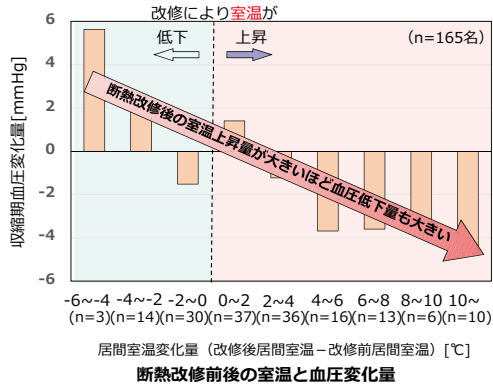 改修により室温が
低下
上昇
(n=165名)
収縮期血圧変化量[mmHg]
6
4
2
0
-2
-4
-6
断熱改修後の室温上昇量が大きいほど血圧低下量も大きい
-6~-4 -4~-2 -2~0 0~2 2~4 4~6 6~8 8~10 10~
(n=3)(n=14)(n=30)(n=37)(n=36)(n=16)(n=13)(n=6)(n=10)
居間室温変化量（改修後居間室温－改修前居間室温）[℃]
断熱改修前後の室温と血圧変化量